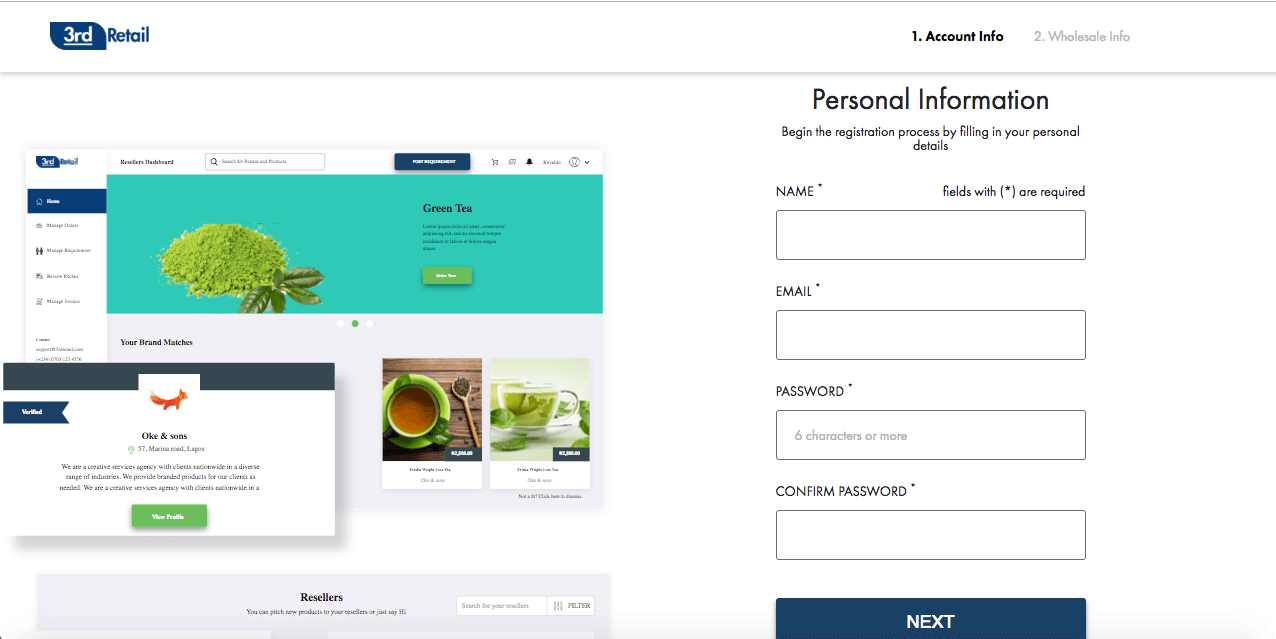 3rd Retail
1. Account Info
2. Wholesale Info
Personal Information
Begin the registration process by filling in your personal
details
NAME *
fields with (*) are required
EMAIL *
PASSWORD *
6 characters or more
CONFIRM PASSWORD *
NEXT
3rd Retail
Resellers Dashboard
Search for Brands and Products
POST REQUIREMENT
Home
Manage Orders
Manage Requirement
Review Pitches
Manage Invoice
Contact
support@3rdretail.com
(+234) 0703 123 4176
Green Tea
Lorem ipsum dolor sit amet, consectetur
adipiscing elit, sed do eiusmod tempor
incididunt ut labore et dolore magna
aliqua
Order Now
Your Brand Matches
₦2,500.00
₦2,500.00
Friska Weight Loss Tea
Oke & sons
Friska Weight Loss Tea
Oke & sons
Not a fit? Click here to dismiss.
Verified
Oke & sons
57, Marina road, Lagos
We are a creative services agency with clients nationwide in a diverse
range of industries. We provide branded products for our clients as
needed. We are a creative services agency with clients nationwide in a
View Profile
Resellers
You can pitch new products to your resellers or just say Hi
Search for your resellers
FILTER